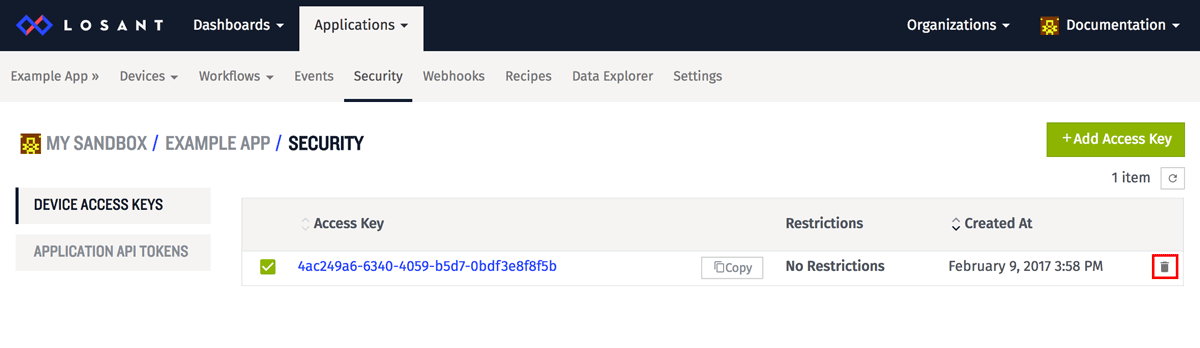 LOSANT Dashboards Applications Organizations Documentation
Example App » Devices Workflows Events Security Webhooks Recipes Data Explorer Settings
MY SANDBOX / EXAMPLE APP / SECURITY
+Add Access Key
1 item
DEVICE ACCESS KEYS
APPLICATION API TOKENS
Access Key Restrictions Created At
4ac249a6-6340-4059-b5d7-0bdf3e8f8f5b Copy No Restrictions February 9, 2017 3:58 PM